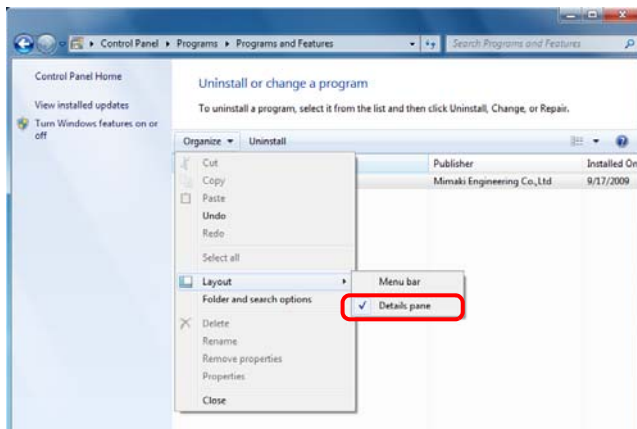 Control Panel ▸ Programs ▸ Programs and Features
Search Programs and Features
Control Panel Home
View installed updates
Turn Windows features on or
off
Uninstall or change a program
To uninstall a program, select it from the list and then click Uninstall, Change, or Repair.
Organize Uninstall
Publisher Installed On
Mimaki Engineering Co.,Ltd 9/17/2009
Cut
Copy
Paste
Undo
Redo
Select all
Layout
Folder and search options
Delete
Rename
Remove properties
Properties
Close
Menu bar
Details pane